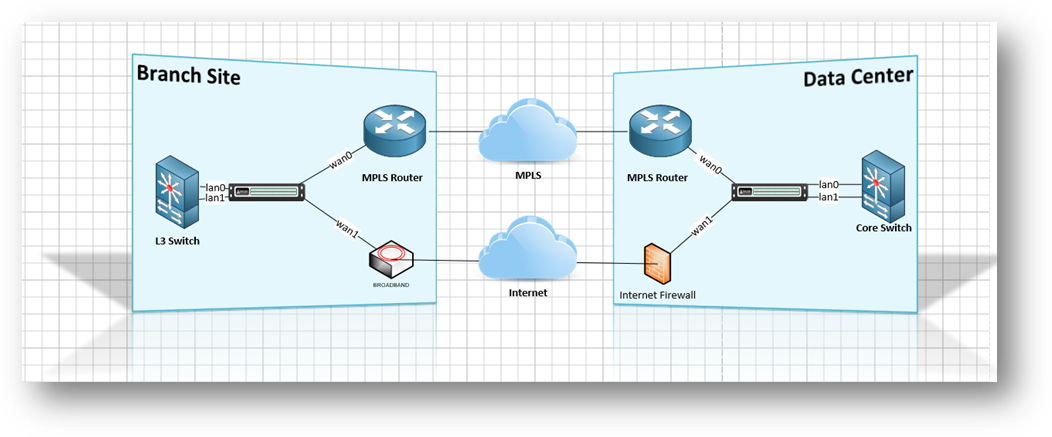 Branch Site
Data Center
wan0
MPLS Router
MPLS
MPLS Router
wan0
lan0
lan1
L3 Switch
lan0
lan1
Core Switch
wan1
BROADBAND
Internet
wan1
Internet Firewall